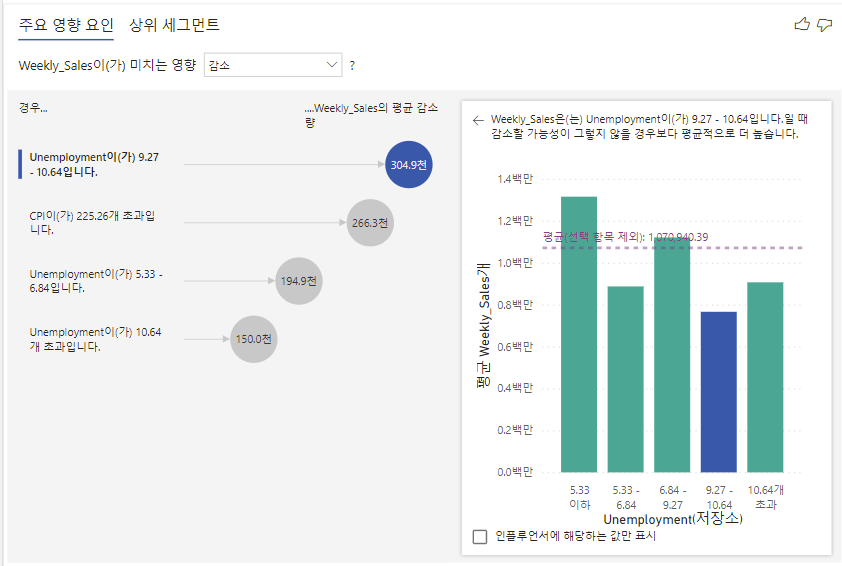 주요 영향 요인 상위 세그먼트
Weekly_Sales이(가) 미치는 영향 감소 ?
경우...
....Weekly_Sales의 평균 감소
량
Unemployment이(가) 9.27
- 10.64입니다.
304.9천
CPI이(가) 225.26개 초과입
니다.
266.3천
Unemployment이(가) 5.33 -
6.84입니다.
194.9천
Unemployment이(가) 10.64
개 초과입니다.
150.0천
Weekly_Sales은(는) Unemployment이(가) 9.27 - 10.64입니다.일 때
감소할 가능성이 그렇지 않을 경우보다 평균적으로 더 높습니다.
평균 Weekly_Sales개
1.4백만
1.2백만
평균(선택 항목 제외): 1,070,940.39
1.0백만
0.8백만
0.6백만
0.4백만
0.2백만
0.0백만
5.33
이하
5.33 -
6.84
6.84 -
9.27
9.27 -
10.64
10.64개
초과
Unemployment(저장소)
인플루언서에 해당하는 값만 표시